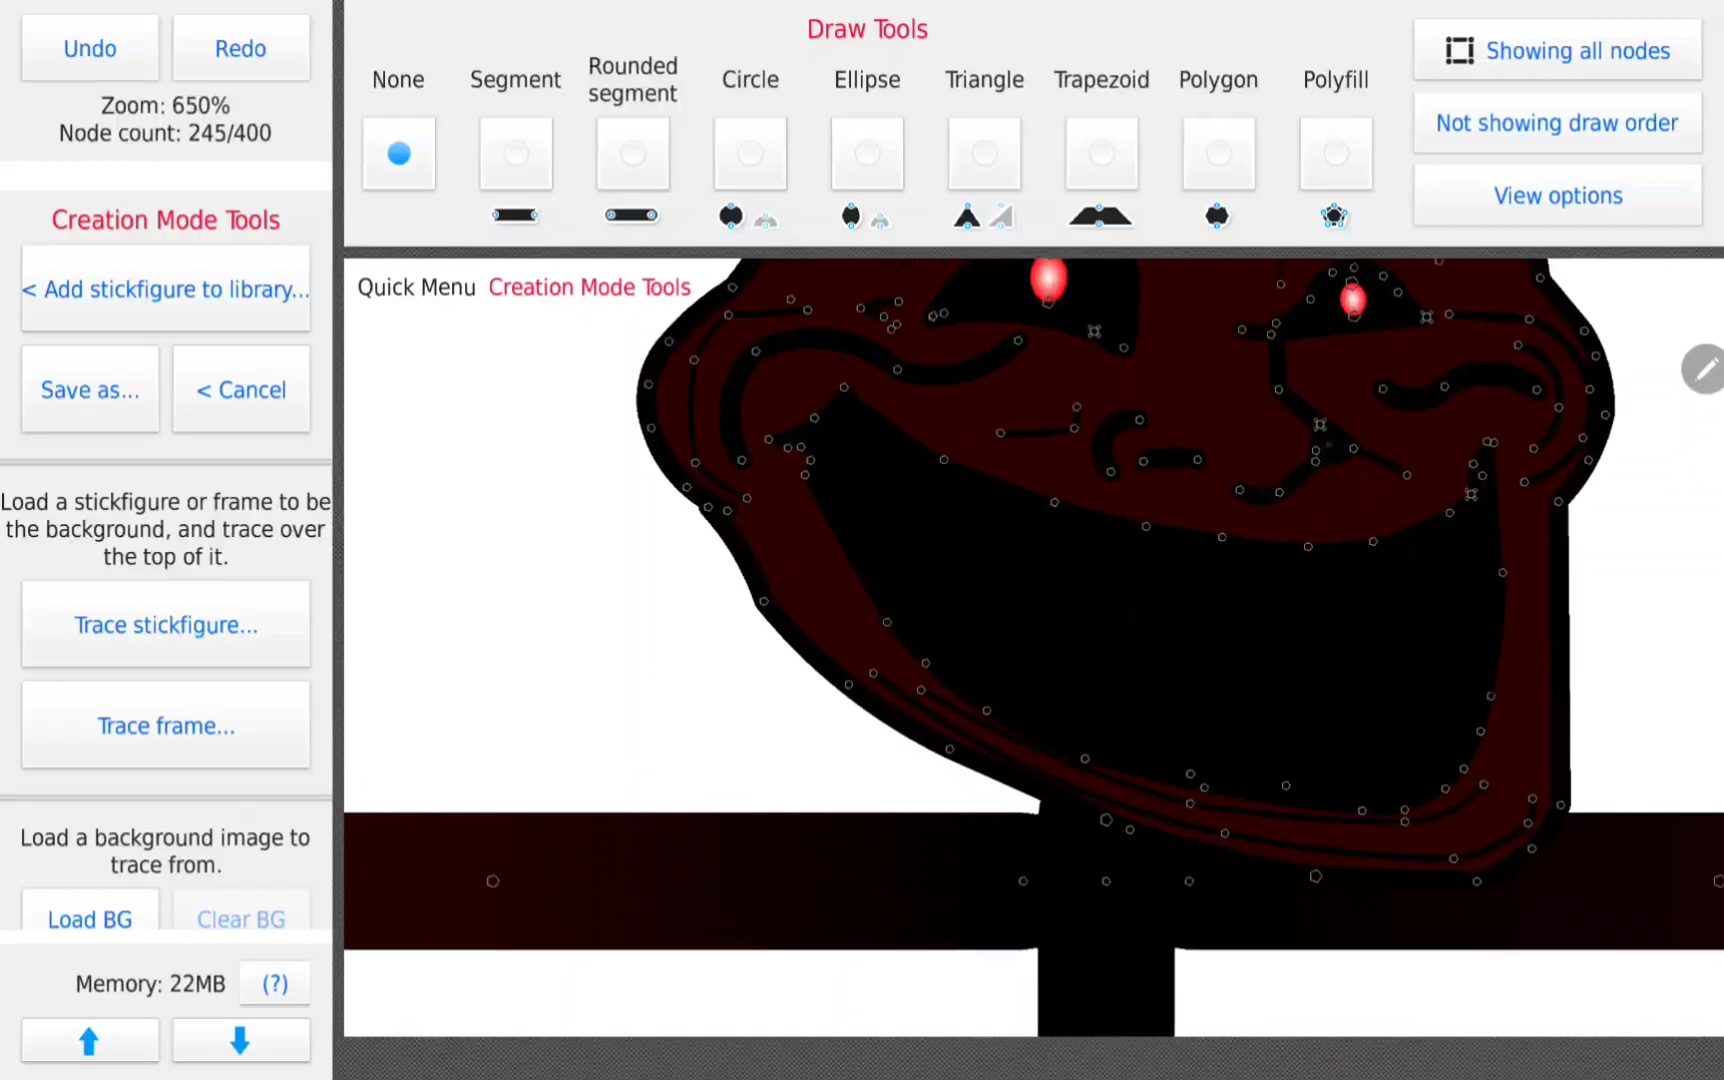 Undo
Redo
Zoom: 650%
Node count: 245/400
Creation Mode Tools
< Add stickfigure to library...
Save as...
< Cancel
Load a stickfigure or frame to be
the background, and trace over
the top of it.
Trace stickfigure...
Trace frame...
Load a background image to
trace from.
Load BG
Clear BG
Memory: 22MB
(?)
Draw Tools
None
Segment
Rounded
segment
Circle
Ellipse
Triangle
Trapezoid
Polygon
Polyfill
Showing all nodes
Not showing draw order
View options
Quick Menu
Creation Mode Tools